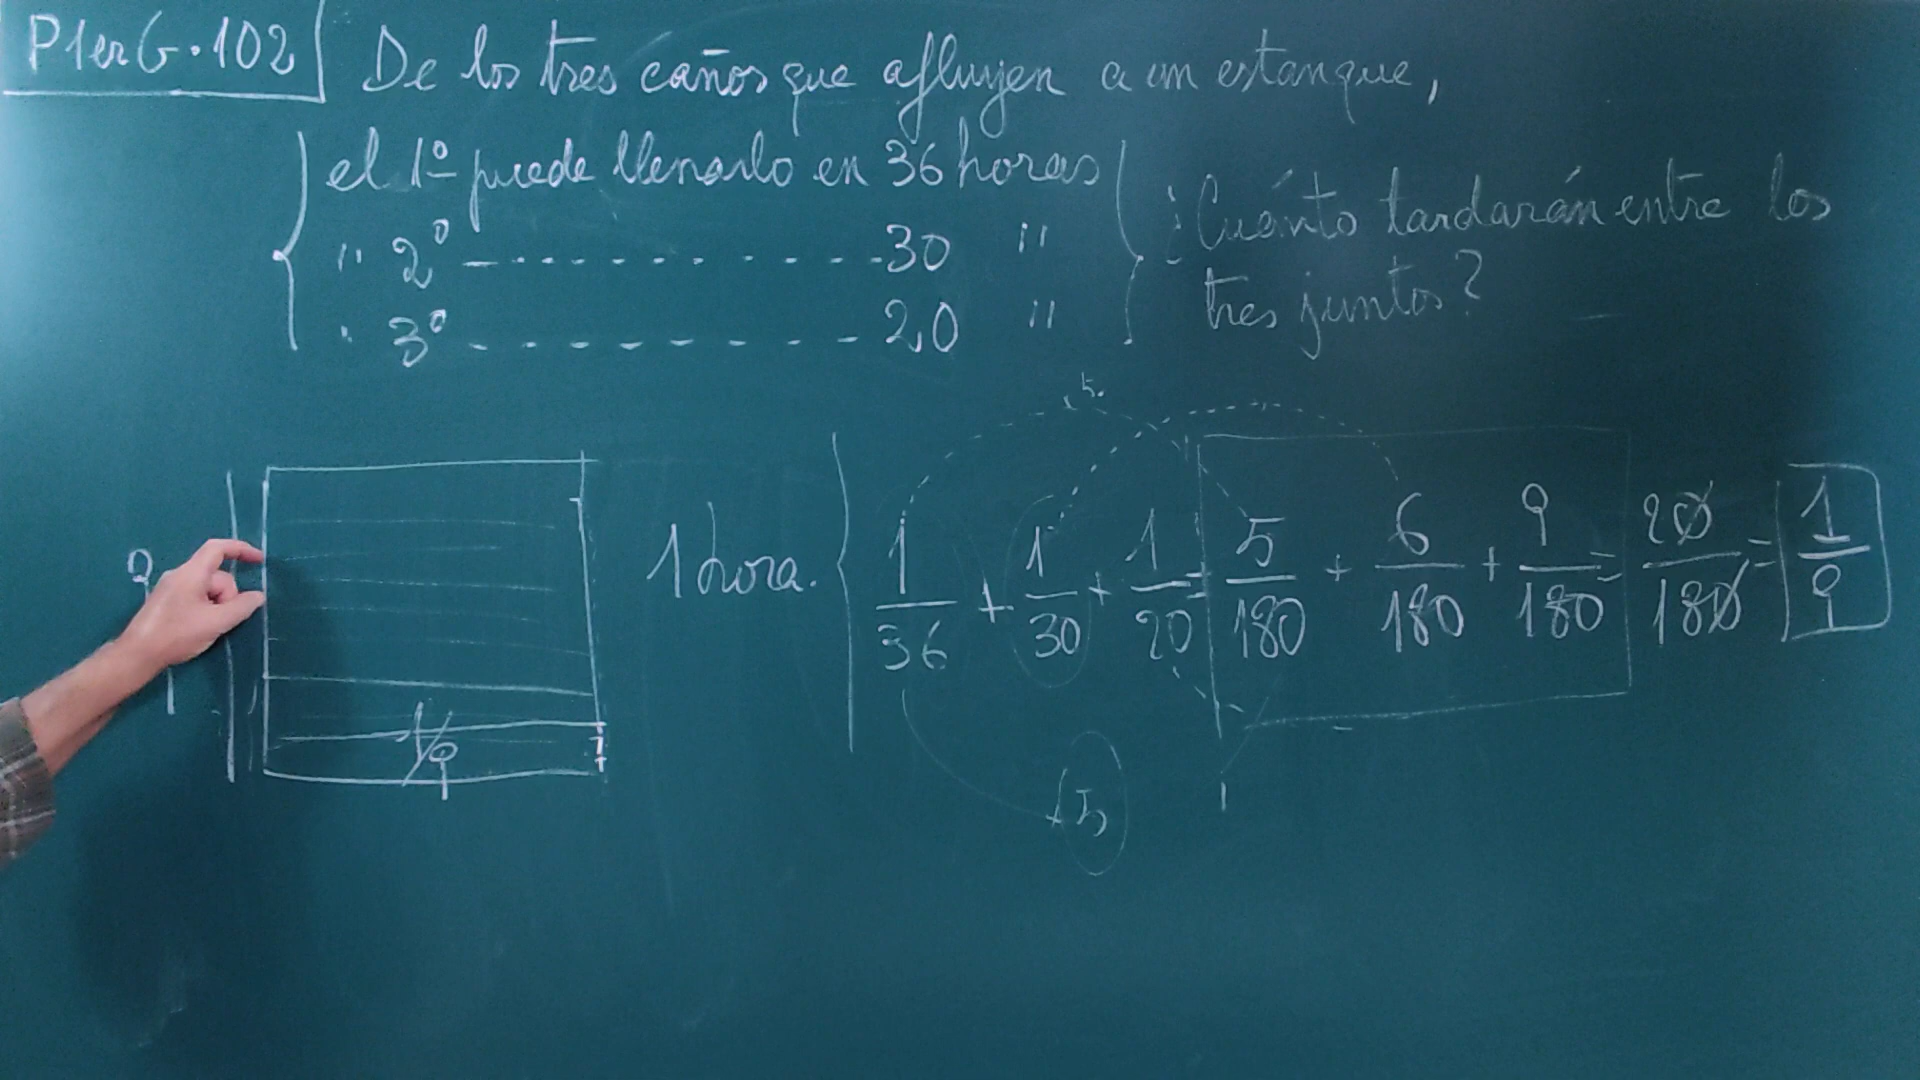 P1erG.102
De los tres caños que afluyen a un estanque,
el 1º puede llenarlo en 36 horas
" 2º ----------- 30 "
" 3º --------- 20 "
¿Cuánto tardarán entre los
tres juntos?
1 hora. { 1/36 + 1/30 + 1/20 = 5/180 + 6/180 + 9/180 = 20/180 = 1/9
1/9
5